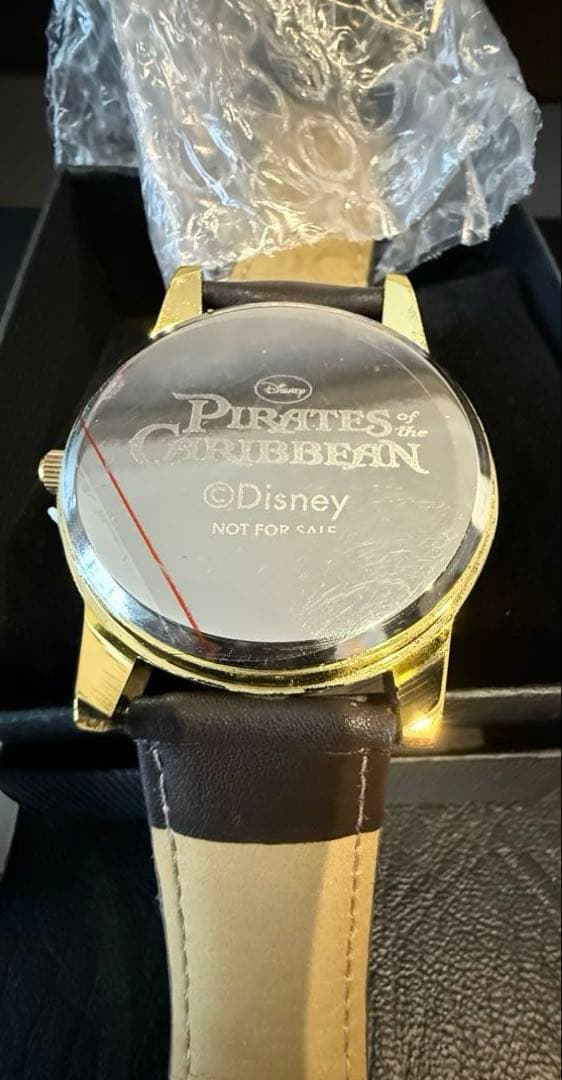 Disney
PIRATES of the
CARIBBEAN
©Disney
NOT FOR SALE